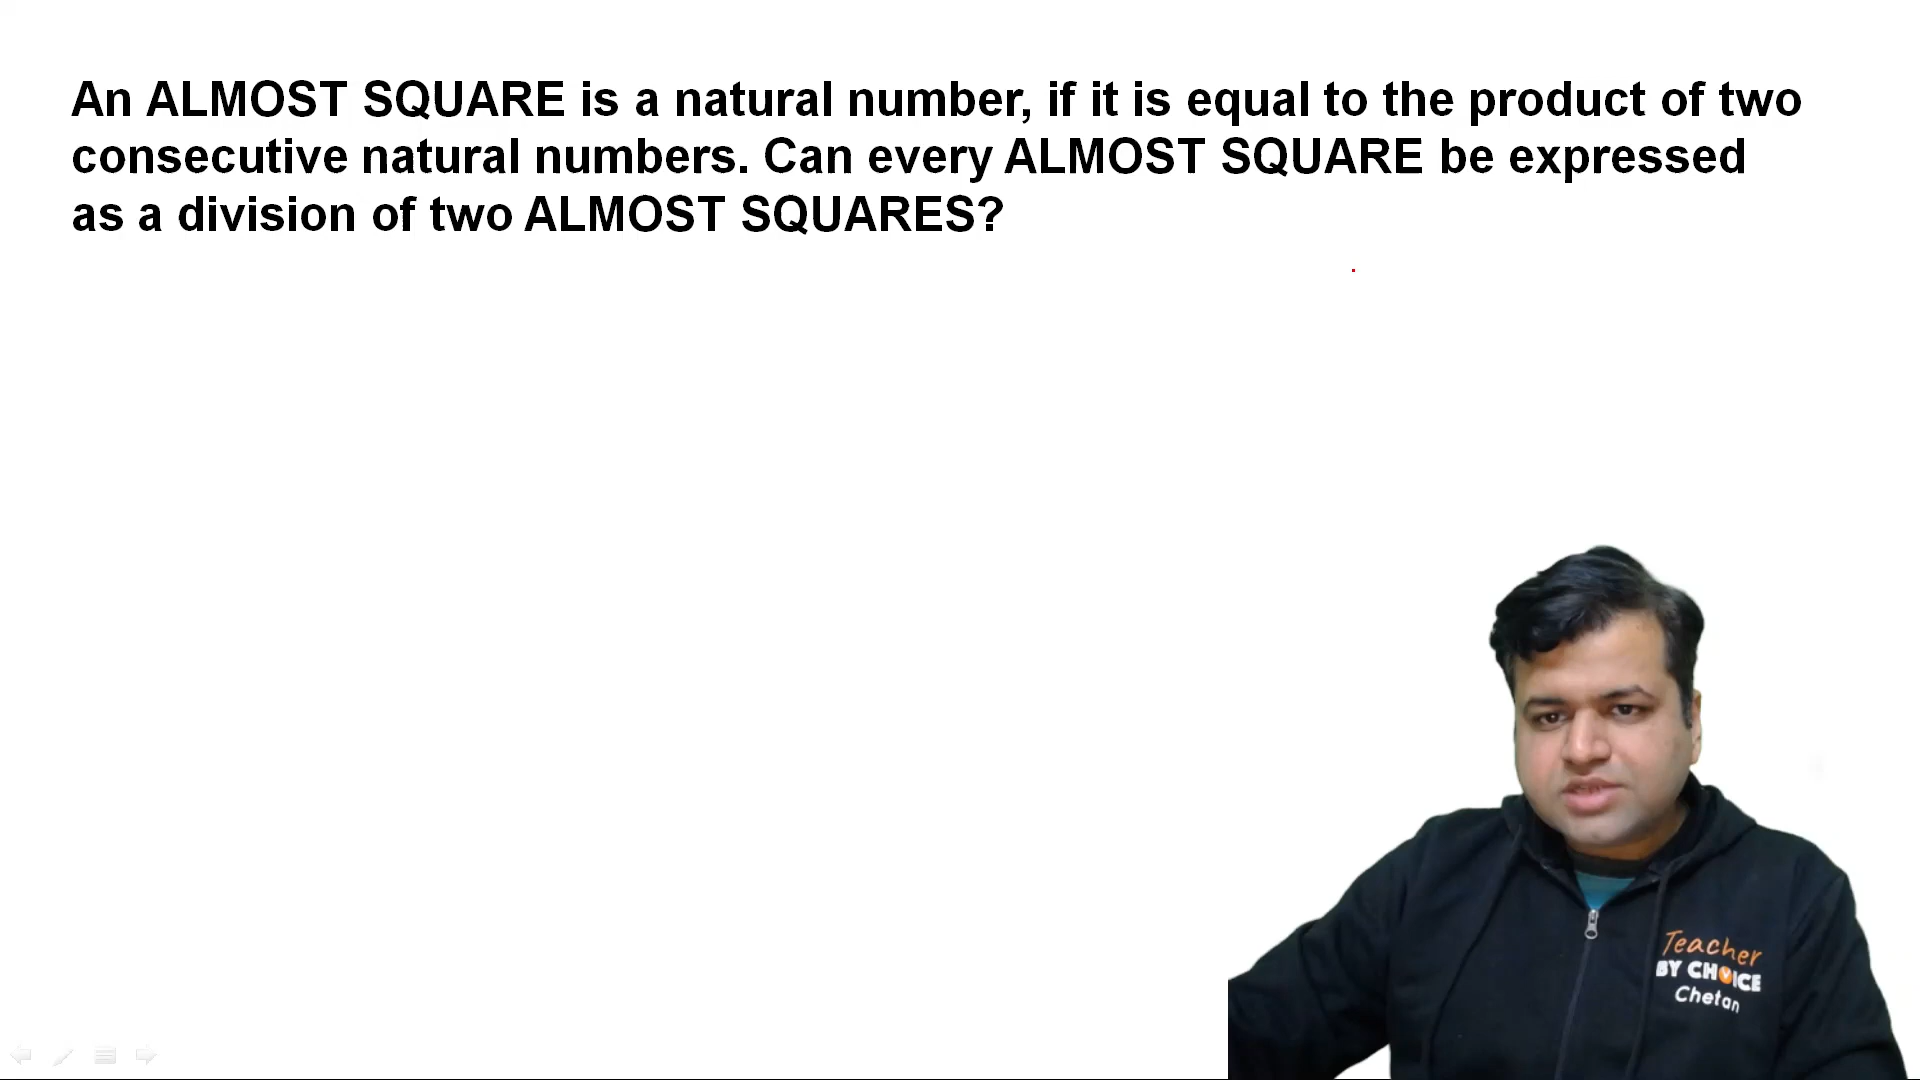 An ALMOST SQUARE is a natural number, if it is equal to the product of two
consecutive natural numbers. Can every ALMOST SQUARE be expressed
as a division of two ALMOST SQUARES?
Teacher
BY CHOICE
Chetan